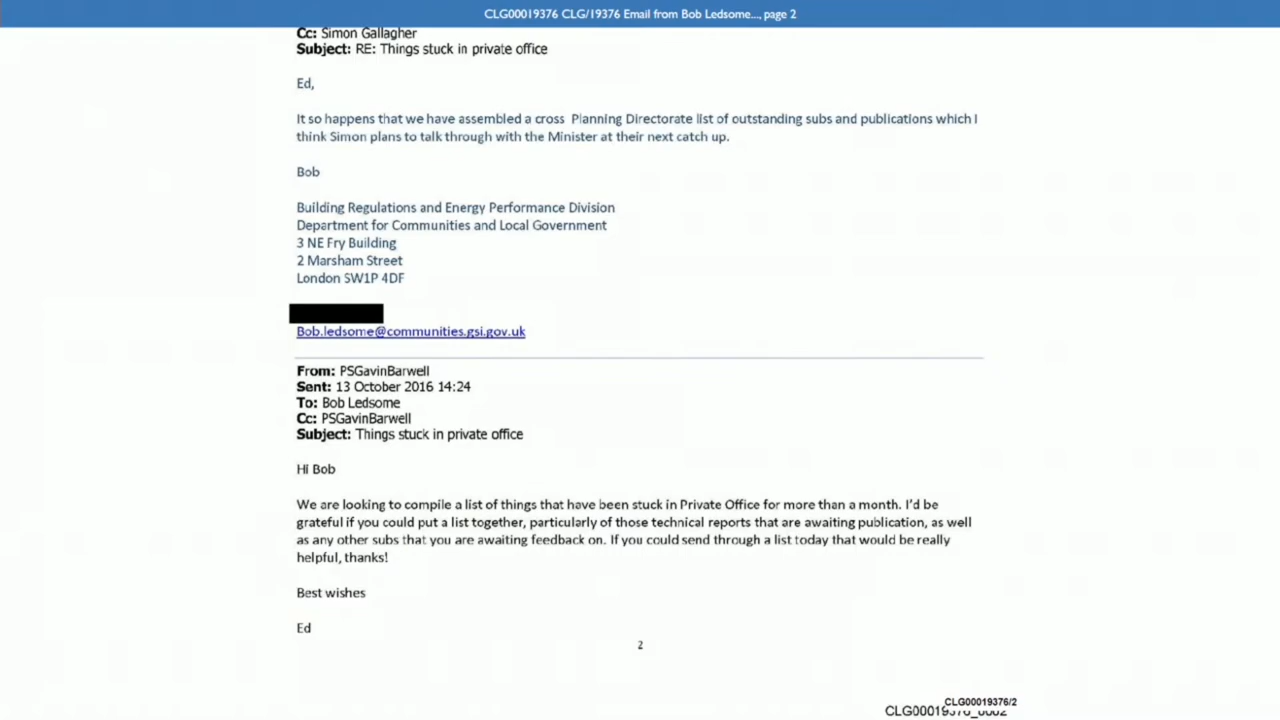 CLG00019376 CLG/19376 Email from Bob Ledsome..., page 2
Cc: Simon Gallagher
Subject: RE: Things stuck in private office
Ed,
It so happens that we have assembled a cross  Planning Directorate list of outstanding subs and publications which I
think Simon plans to talk through with the Minister at their next catch up.
Bob
Building Regulations and Energy Performance Division
Department for Communities and Local Government
3 NE Fry Building
2 Marsham Street
London SW1P 4DF
Bob.ledsome@communities.gsi.gov.uk
From: PSGavinBarwell
Sent: 13 October 2016 14:24
To: Bob Ledsome
Cc: PSGavinBarwell
Subject: Things stuck in private office
Hi Bob
We are looking to compile a list of things that have been stuck in Private Office for more than a month. I'd be
grateful if you could put a list together, particularly of those technical reports that are awaiting publication, as well
as any other subs that you are awaiting feedback on. If you could send through a list today that would be really
helpful, thanks!
Best wishes
Ed
2
CLG00019376/2